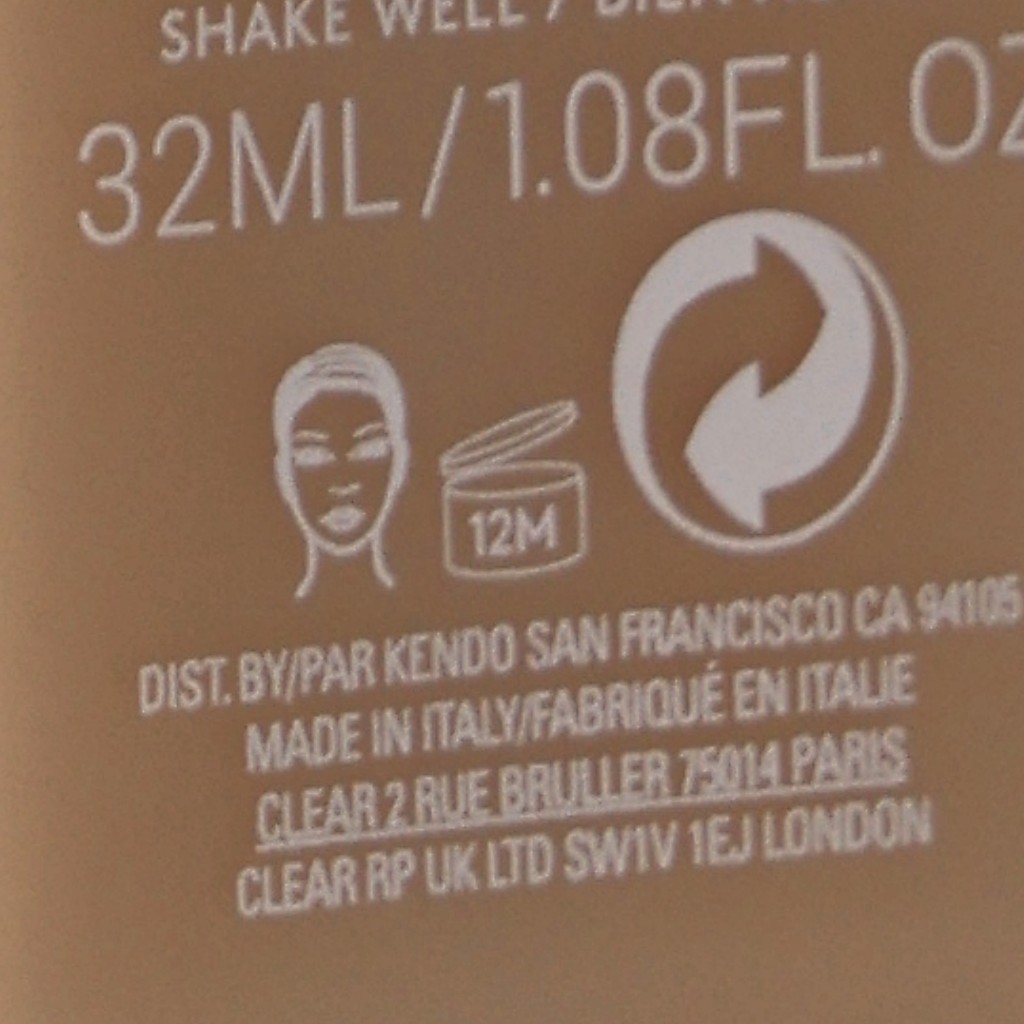 SHAKE WELL /
32ML/1.08FL. OZ
12M
DIST. BY/PAR KENDO SAN FRANCISCO CA 94105
MADE IN ITALY/FABRIQUÉ EN ITALIE
CLEAR 2 RUE BRULLER 75014 PARIS
CLEAR RP UK LTD SW1V 1EJ LONDON